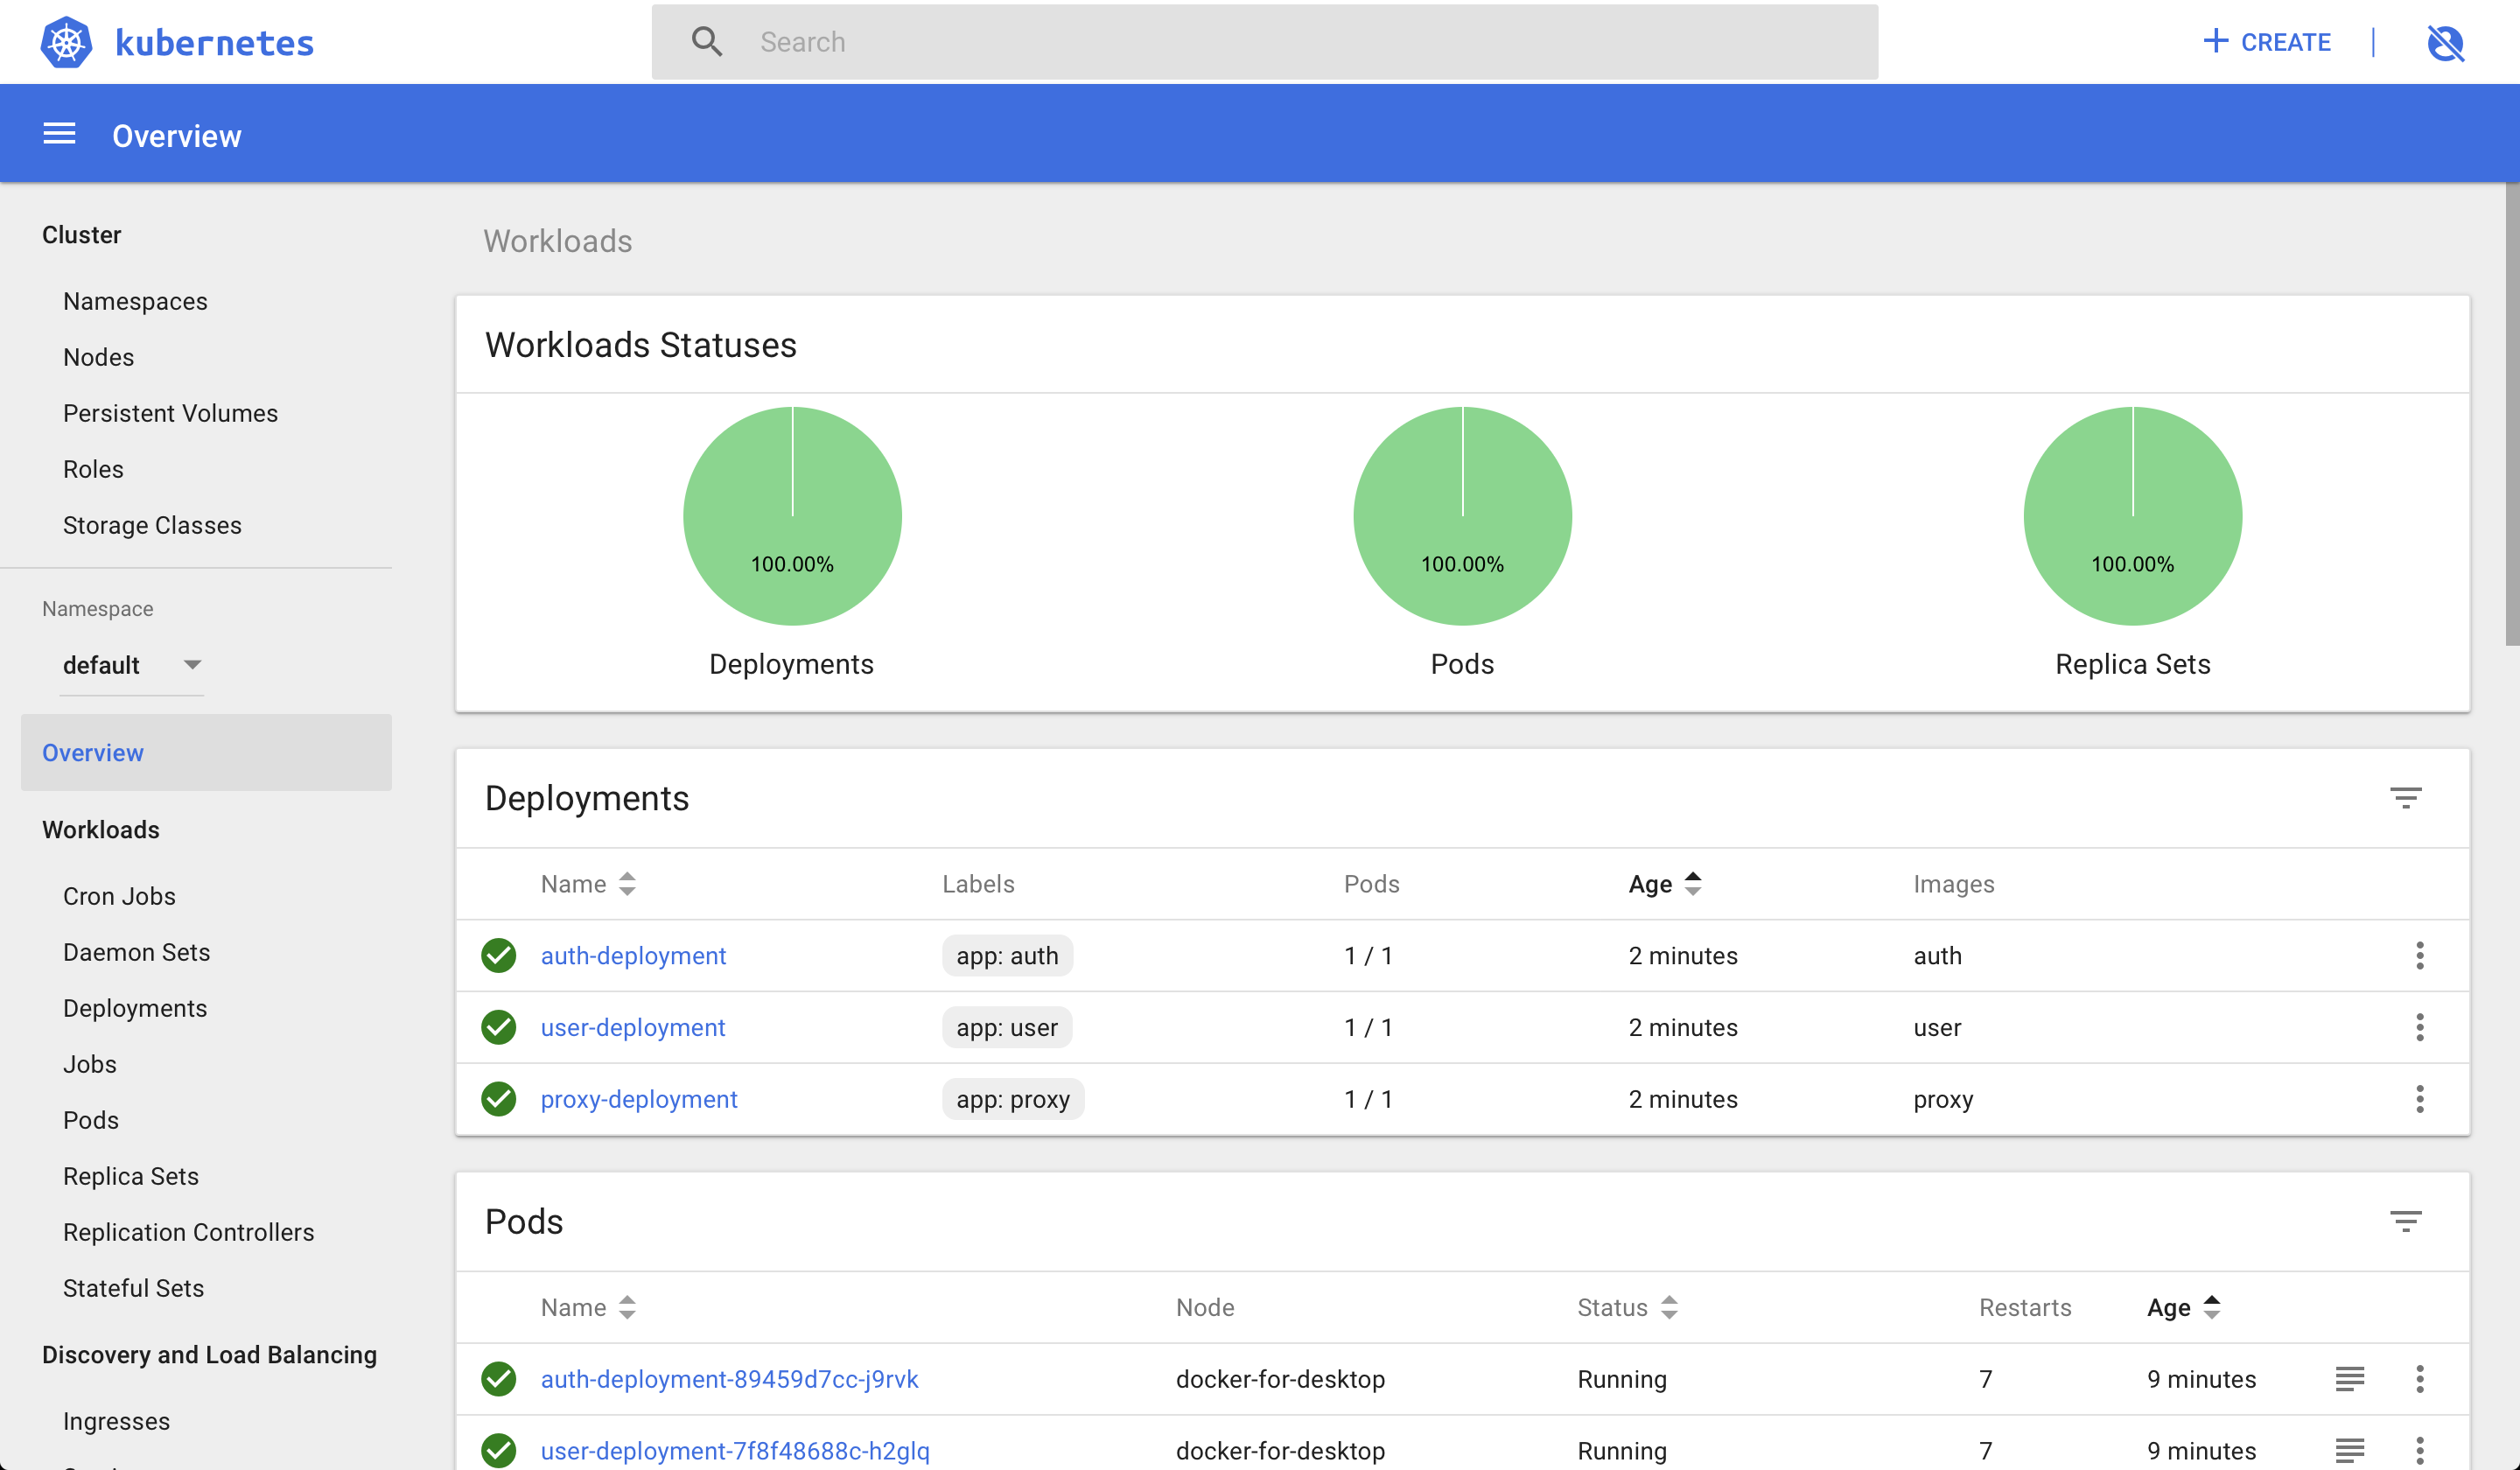 kubernetes
Search
CREATE
Overview
Cluster
Namespaces
Nodes
Persistent Volumes
Roles
Storage Classes
Namespace
default
Overview
Workloads
Cron Jobs
Daemon Sets
Deployments
Jobs
Pods
Replica Sets
Replication Controllers
Stateful Sets
Discovery and Load Balancing
Ingresses
Workloads
Workloads Statuses
100.00% 100.00% 100.00%
Deployments Pods Replica Sets
Deployments
Name Labels Pods Age Images
auth-deployment app: auth 1 / 1 2 minutes auth
user-deployment app: user 1 / 1 2 minutes user
proxy-deployment app: proxy 1 / 1 2 minutes proxy
Pods
Name Node Status Restarts Age
auth-deployment-89459d7cc-j9rvk docker-for-desktop Running 7 9 minutes
user-deployment-7f8f48688c-h2glq docker-for-desktop Running 7 9 minutes